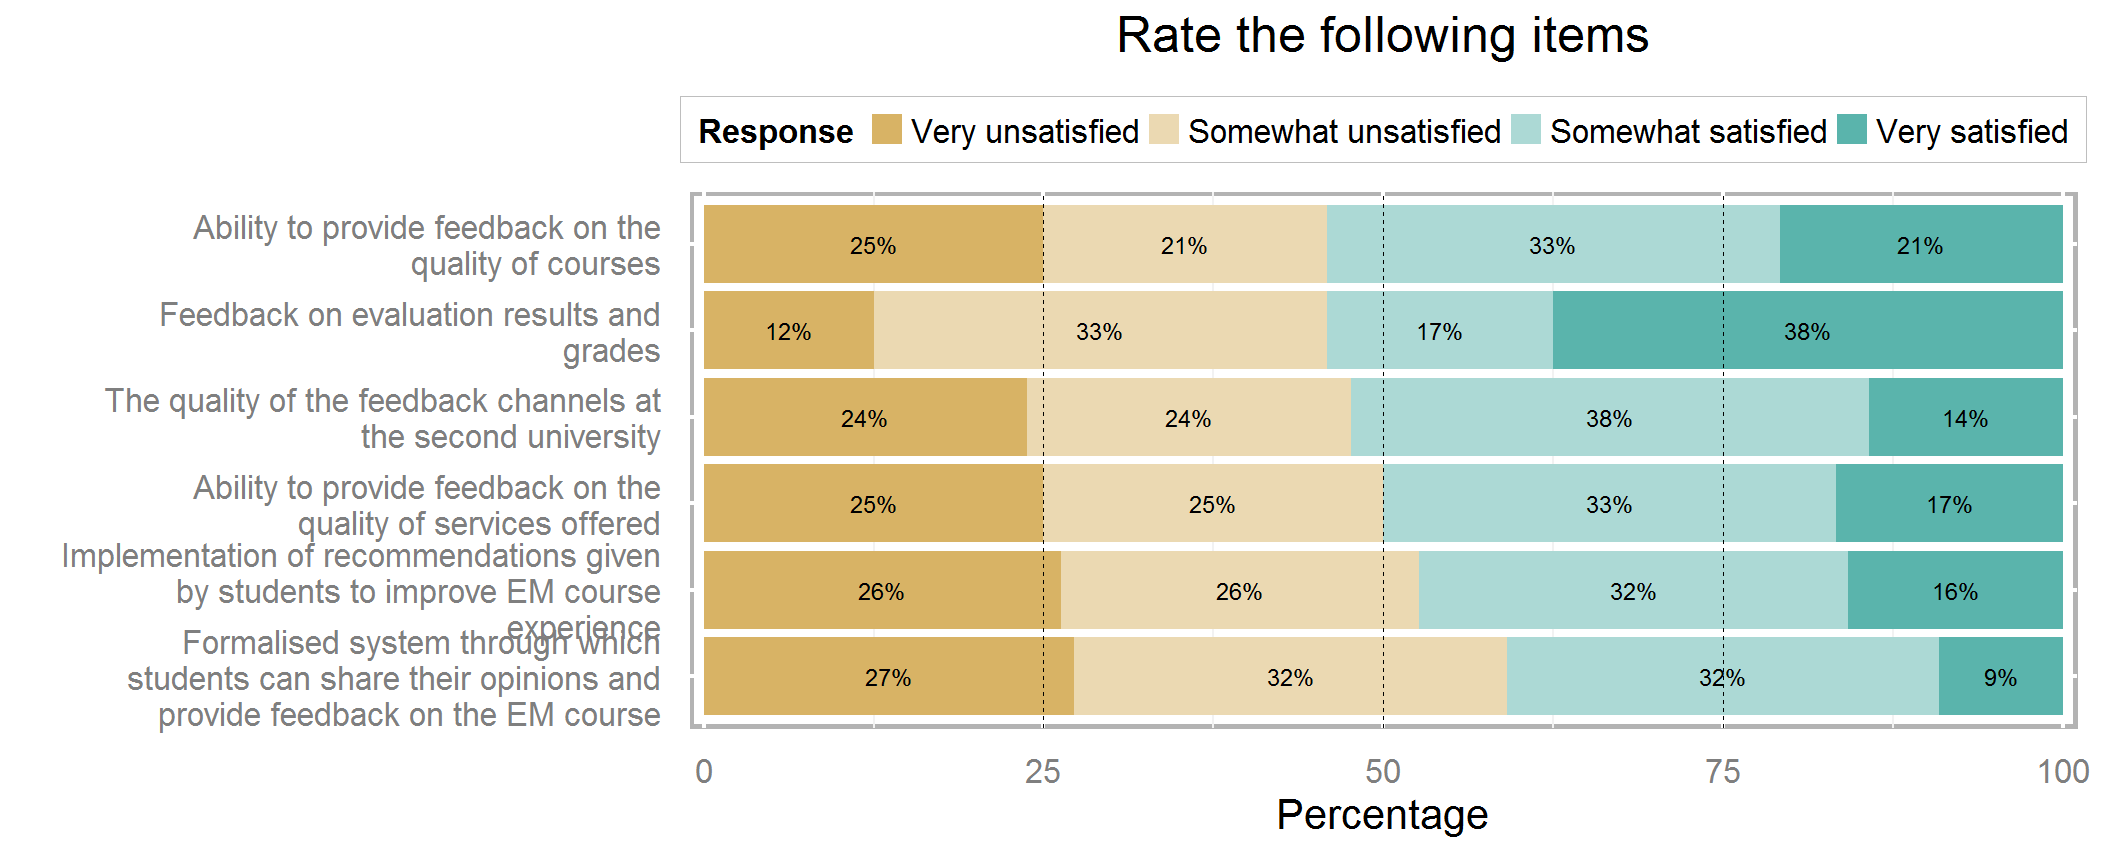 Rate the following items
Response Very unsatisfied Somewhat unsatisfied Somewhat satisfied Very satisfied
Ability to provide feedback on the
quality of courses
25% 21% 33% 21%
Feedback on evaluation results and
grades
12% 33% 17% 38%
The quality of the feedback channels at
the second university
24% 24% 38% 14%
Ability to provide feedback on the
quality of services offered
25% 25% 33% 17%
Implementation of recommendations given
by students to improve EM course
experience
26% 26% 32% 16%
Formalised system through which
students can share their opinions and
provide feedback on the EM course
27% 32% 32% 9%
0 25 50 75 100
Percentage